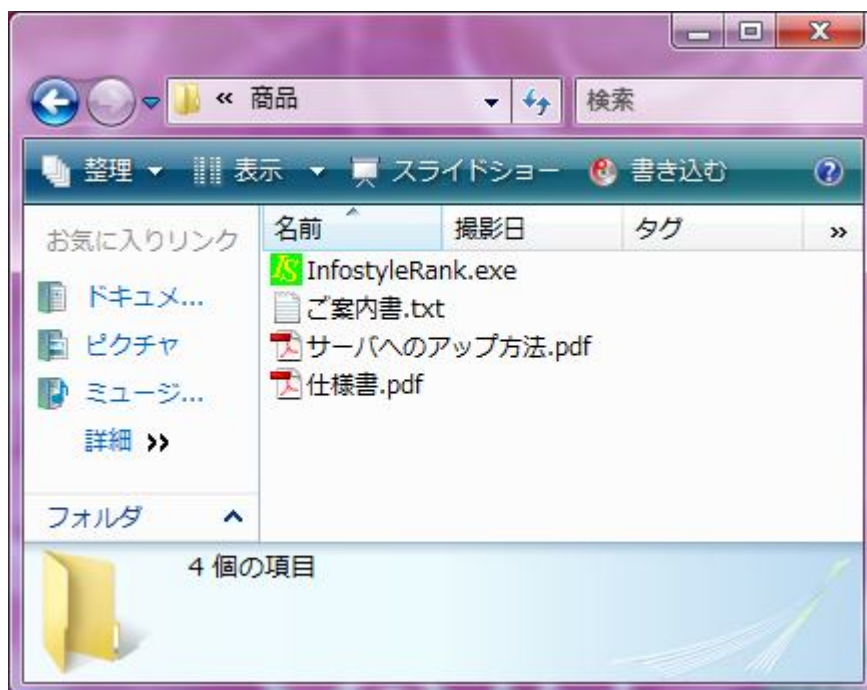 « 商品
検索
整理 表示 スライドショー 書き込む
お気に入りリンク
ドキュメ...
ピクチャ
ミュージ...
詳細 »
フォルダ
名前 撮影日 タグ »
IS InfostyleRank.exe
ご案内書.txt
サーバへのアップ方法.pdf
仕様書.pdf
4 個の項目